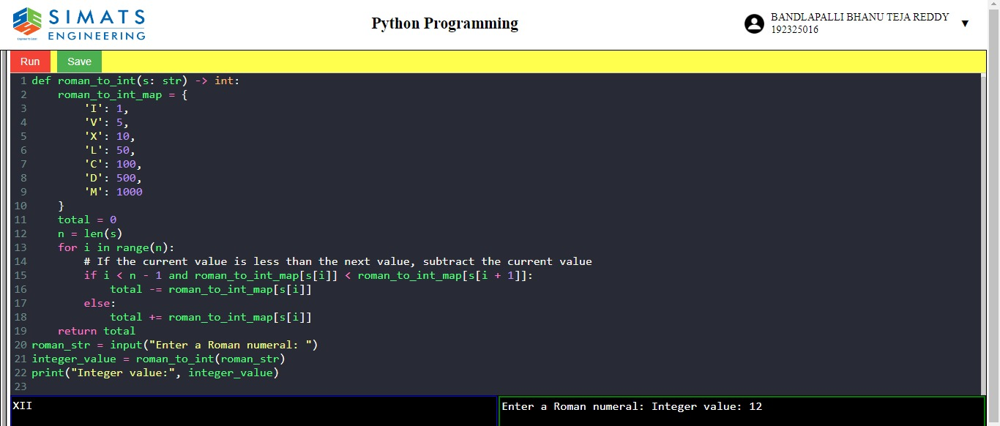 SIMATS
ENGINEERING
Python Programming
BANDLAPALLI BHANU TEJA REDDY
192325016
▼
Run Save
1 def roman_to_int(s: str) -> int:
2     roman_to_int_map = {
3         'I': 1,
4         'V': 5,
5         'X': 10,
6         'L': 50,
7         'C': 100,
8         'D': 500,
9         'M': 1000
10     }
11     total = 0
12     n = len(s)
13     for i in range(n):
14         # If the current value is less than the next value, subtract the current value
15         if i < n - 1 and roman_to_int_map[s[i]] < roman_to_int_map[s[i + 1]]:
16             total -= roman_to_int_map[s[i]]
17         else:
18             total += roman_to_int_map[s[i]]
19     return total
20 roman_str = input("Enter a Roman numeral: ")
21 integer_value = roman_to_int(roman_str)
22 print("Integer value:", integer_value)
23
XII
Enter a Roman numeral: Integer value: 12